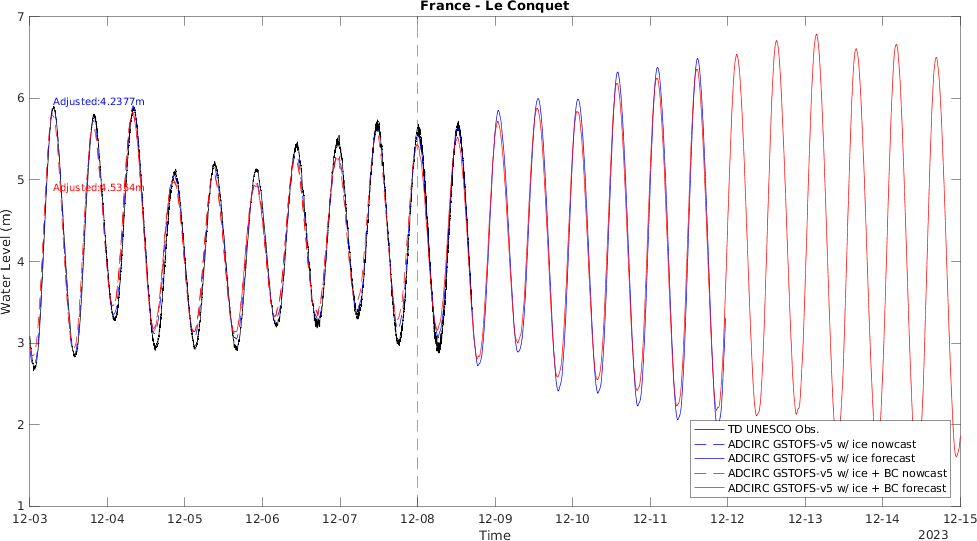 France - Le Conquet
7
6
5
4
3
2
1
Water Level (m)
Adjusted:4.2377m
Adjusted:4.5354m
TD UNESCO Obs.
ADCIRC GSTOFS-v5 w/ ice nowcast
ADCIRC GSTOFS-v5 w/ ice forecast
ADCIRC GSTOFS-v5 w/ ice + BC nowcast
ADCIRC GSTOFS-v5 w/ ice + BC forecast
12-03 12-04 12-05 12-06 12-07 12-08 12-09 12-10 12-11 12-12 12-13 12-14 12-15
Time
2023